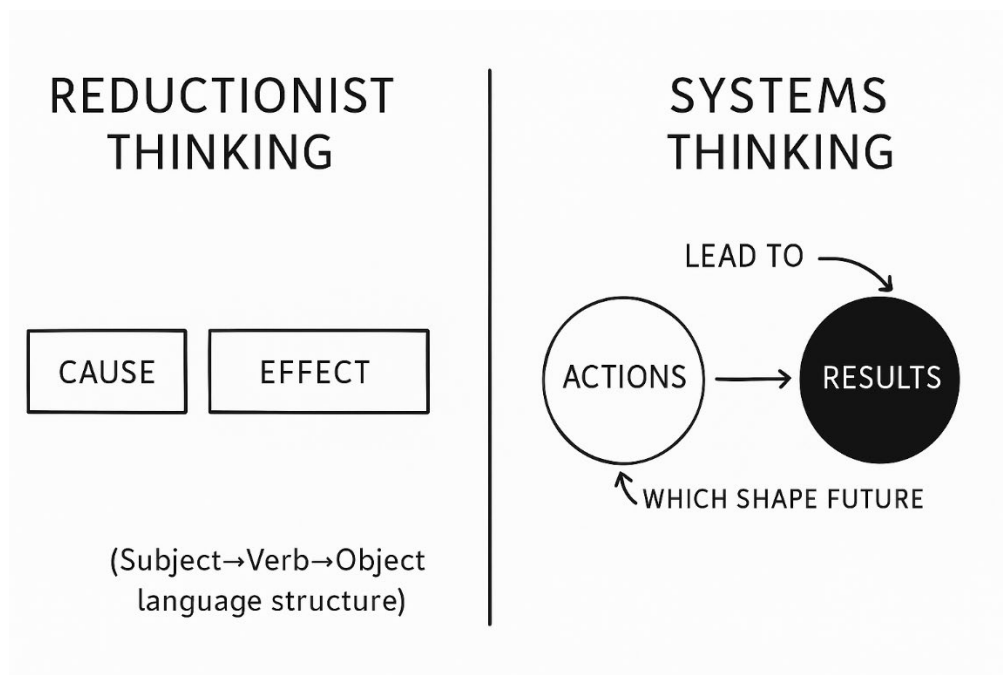 REDUCTIONIST
THINKING
CAUSE
EFFECT
(Subject→Verb→Object
language structure)
SYSTEMS
THINKING
LEAD TO
ACTIONS
RESULTS
WHICH SHAPE FUTURE